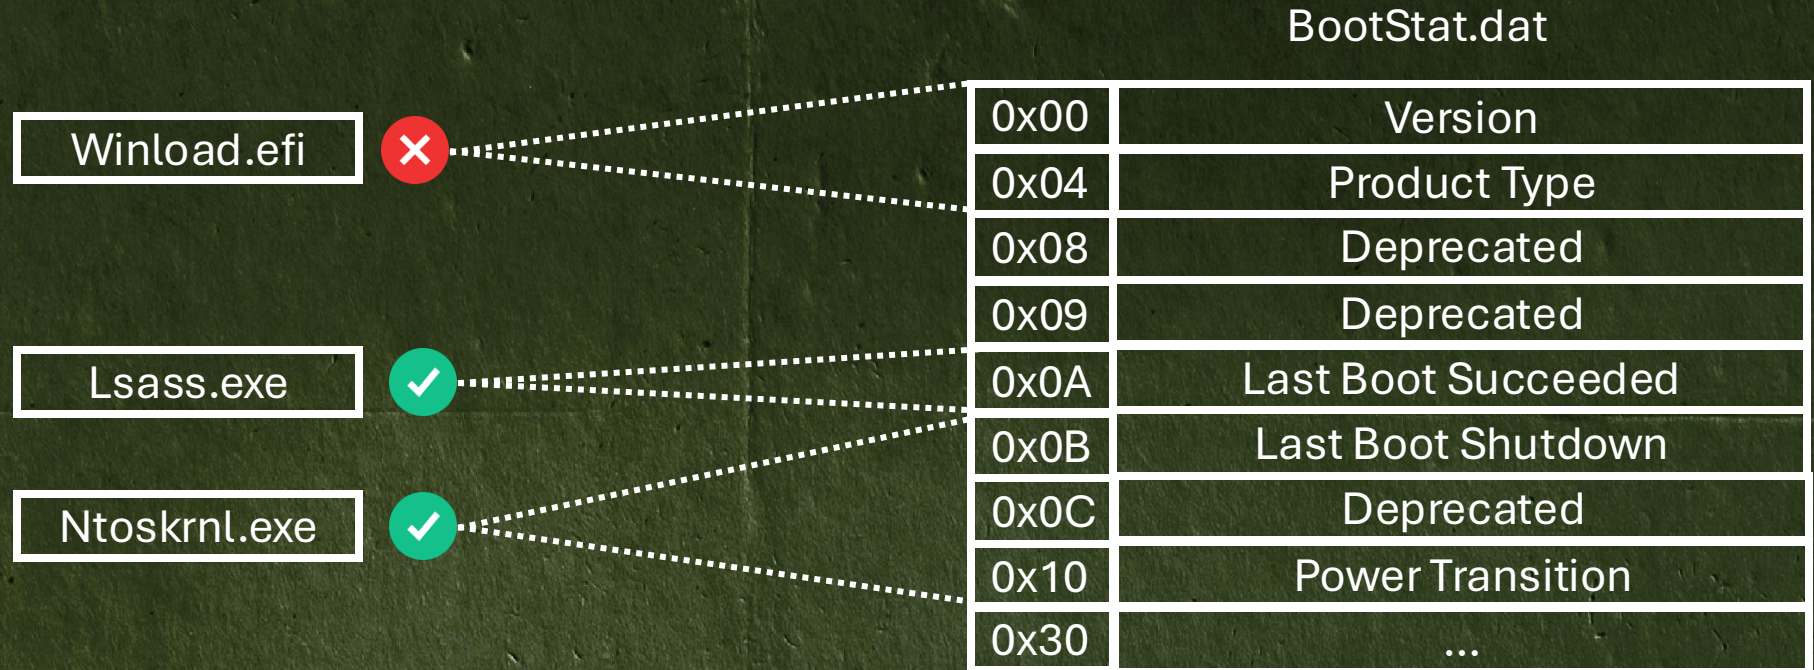 BootStat.dat
Winload.efi
Lsass.exe
Ntoskrnl.exe
0x00 Version
0x04 Product Type
0x08 Deprecated
0x09 Deprecated
0x0A Last Boot Succeeded
0x0B Last Boot Shutdown
0x0C Deprecated
0x10 Power Transition
0x30 ...